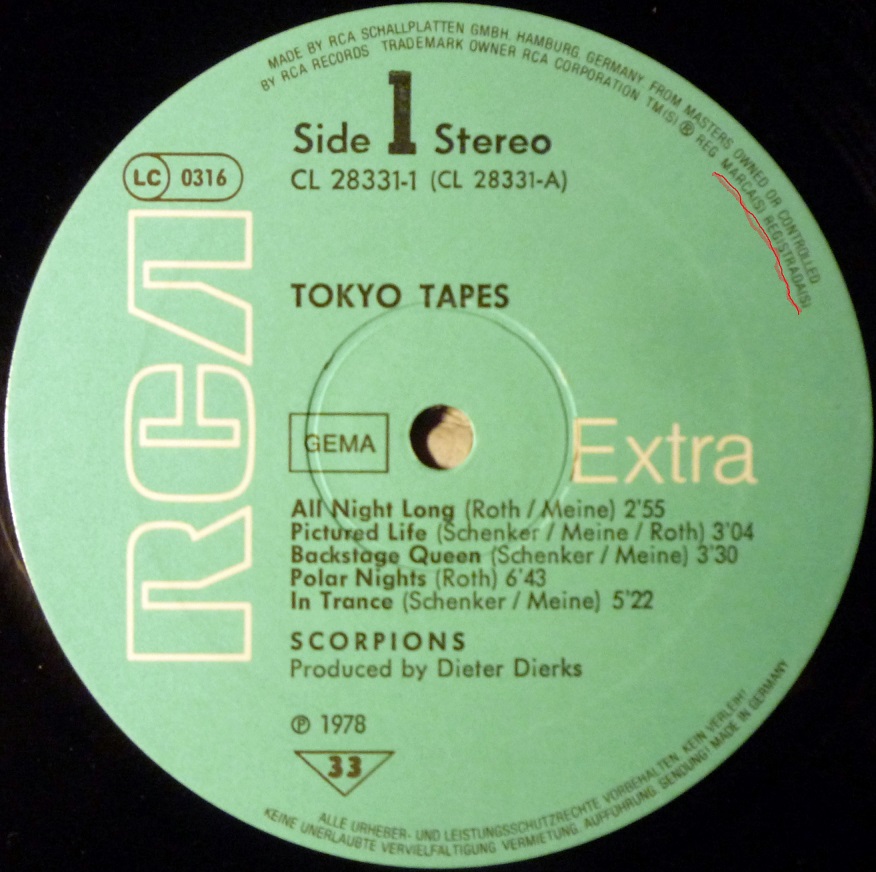 MADE BY RCA SCHALLPLATTEN GMBH, HAMBURG, GERMANY, FROM MASTERS OWNED OR CONTROLLED
BY RCA RECORDS TRADEMARK OWNER RCA CORPORATION TM(S) ® REG MARCA(S) REGISTRADA(S)
Side 1 Stereo
CL 28331-1 (CL 28331-A)
LC 0316
RCA
TOKYO TAPES
GEMA
Extra
All Night Long (Roth / Meine) 2'55
Pictured Life (Schenker / Meine / Roth) 3'04
Backstage Queen (Schenker / Meine) 3'30
Polar Nights (Roth) 6'43
In Trance (Schenker / Meine) 5'22
SCORPIONS
Produced by Dieter Dierks
℗ 1978
33
ALLE URHEBER- UND LEISTUNGSSCHUTZRECHTE VORBEHALTEN. KEIN VERLEIH!
KEINE UNERLAUBTE VERVIELFÄLTIGUNG, VERMIETUNG, AUFFÜHRUNG, SENDUNG! MADE IN GERMANY